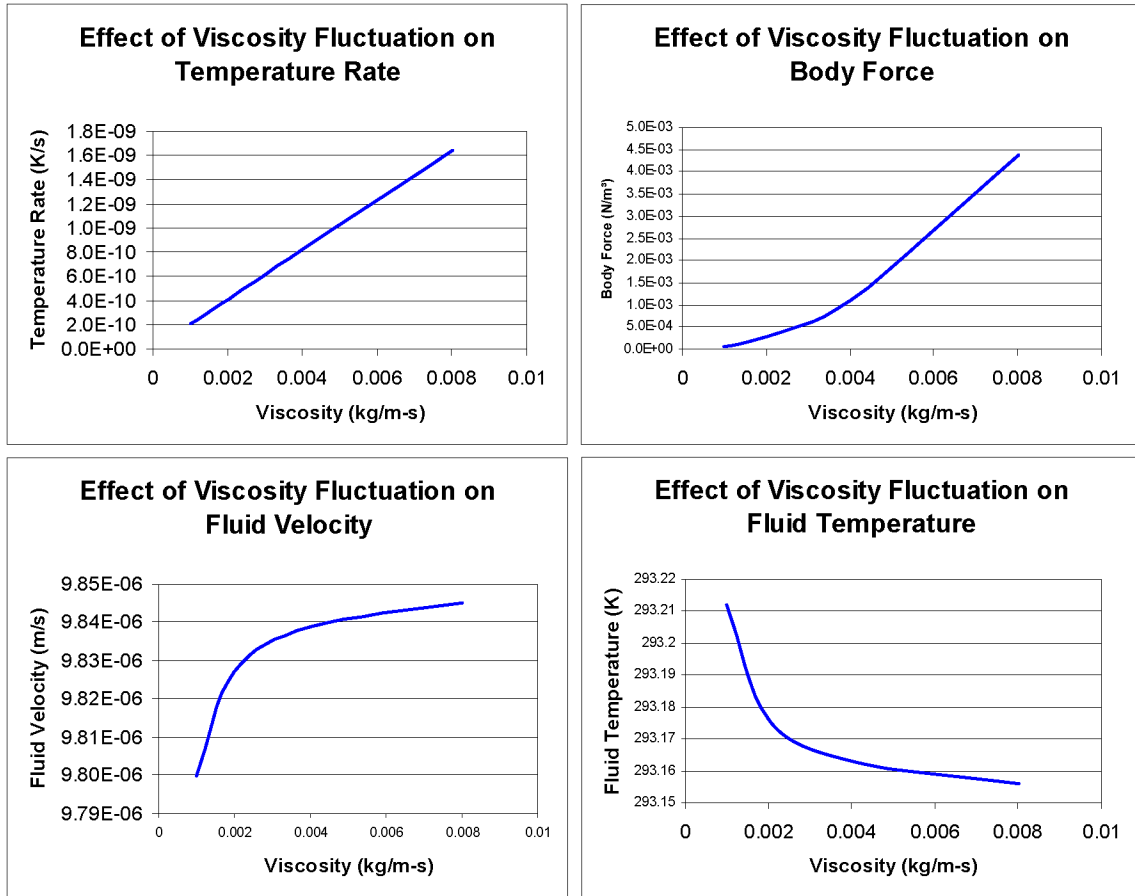 Effect of Viscosity Fluctuation on
Temperature Rate
Temperature Rate (K/s)
1.8E-09
1.6E-09
1.4E-09
1.2E-09
1.0E-09
8.0E-10
6.0E-10
4.0E-10
2.0E-10
0.0E+00
0 0.002 0.004 0.006 0.008 0.01
Viscosity (kg/m-s)
Effect of Viscosity Fluctuation on
Body Force
Body Force (N/m³)
5.0E-03
4.5E-03
4.0E-03
3.5E-03
3.0E-03
2.5E-03
2.0E-03
1.5E-03
1.0E-03
5.0E-04
0.0E+00
0 0.002 0.004 0.006 0.008 0.01
Viscosity (kg/m-s)
Effect of Viscosity Fluctuation on
Fluid Velocity
Fluid Velocity (m/s)
9.85E-06
9.84E-06
9.83E-06
9.82E-06
9.81E-06
9.80E-06
9.79E-06
0 0.002 0.004 0.006 0.008 0.01
Viscosity (kg/m-s)
Effect of Viscosity Fluctuation on
Fluid Temperature
Fluid Temperature (K)
293.22
293.21
293.2
293.19
293.18
293.17
293.16
293.15
0 0.002 0.004 0.006 0.008 0.01
Viscosity (kg/m-s)